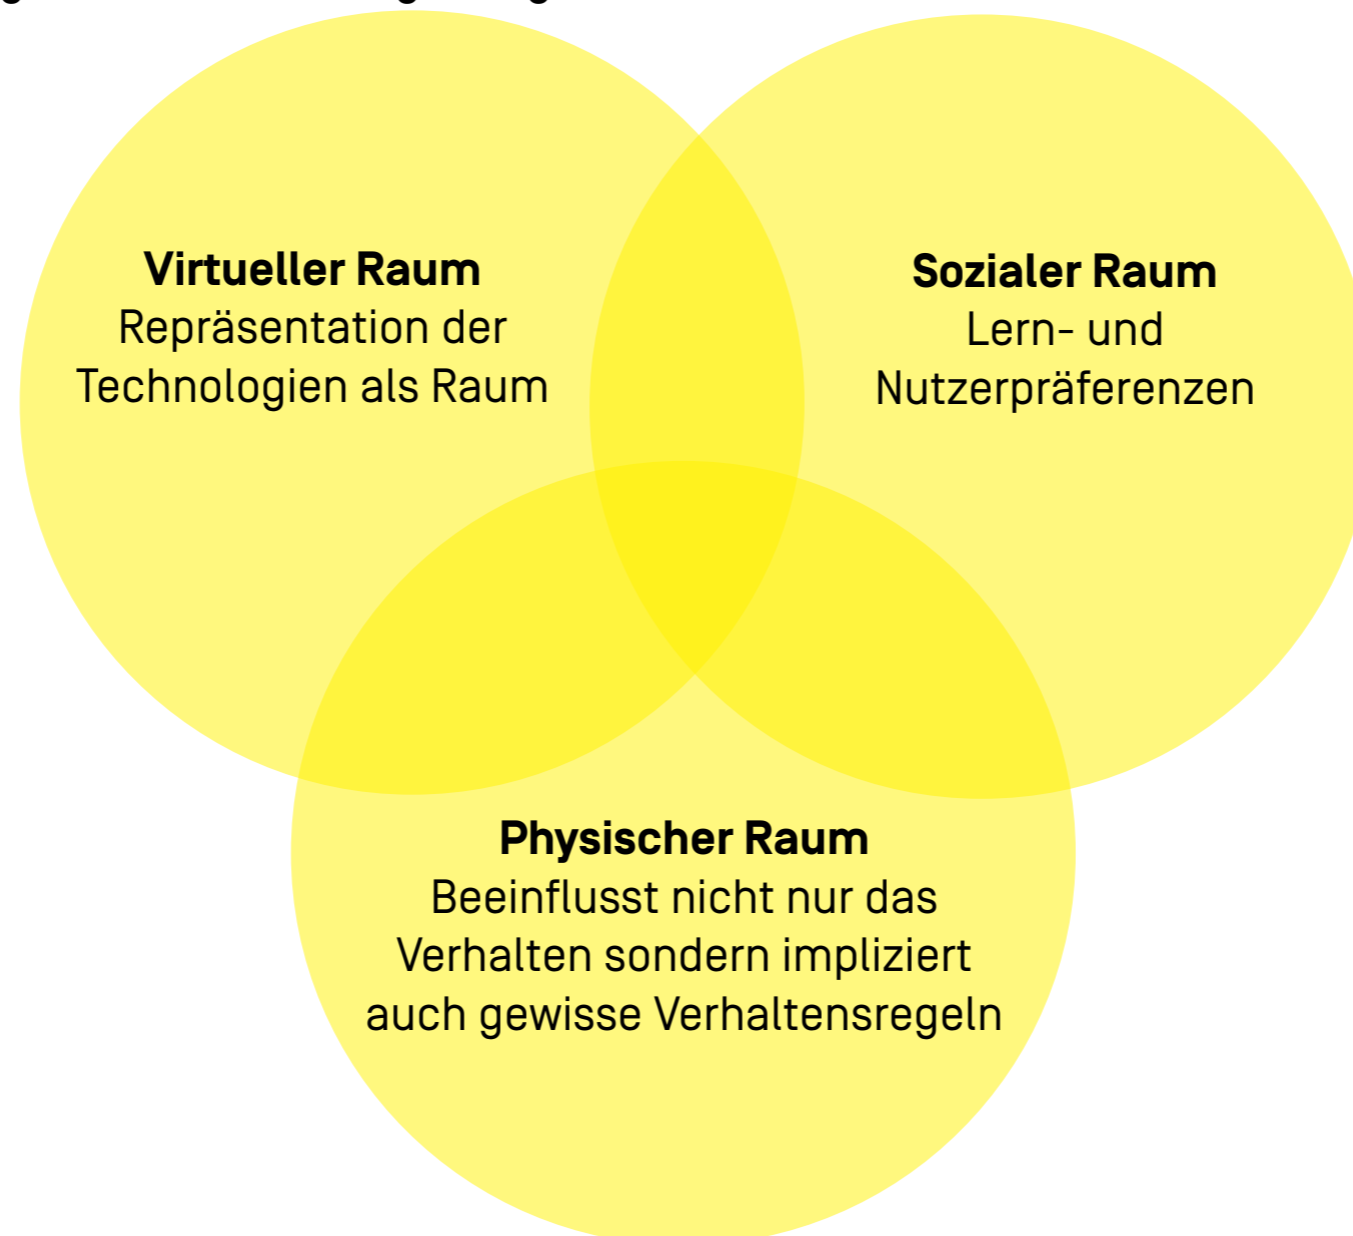 Virtueller Raum
Repräsentation der
Technologien als Raum
Sozialer Raum
Lern- und
Nutzerpräferenzen
Physischer Raum
Beeinflusst nicht nur das
Verhalten sondern impliziert
auch gewisse Verhaltensregeln